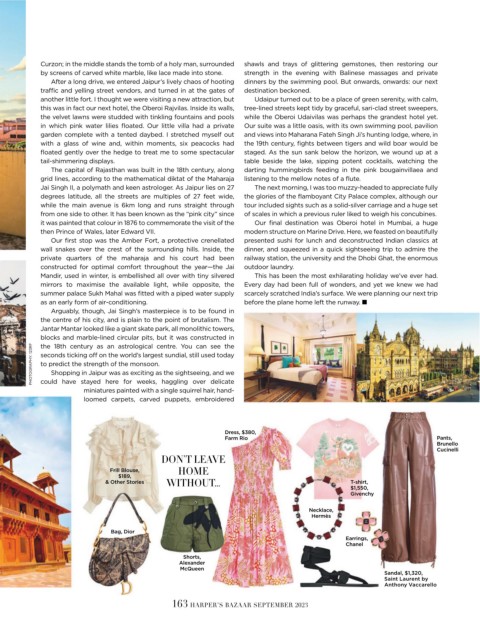 Curzon; in the middle stands the tomb of a holy man, surrounded
by screens of carved white marble, like lace made into stone.
After a long drive, we entered Jaipur's lively chaos of hooting
traffic and yelling street vendors, and turned in at the gates of
another little fort. I thought we were visiting a new attraction, but
this was in fact our next hotel, the Oberoi Rajvilas. Inside its walls,
the velvet lawns were studded with tinkling fountains and pools
in which pink water lilies floated. Our little villa had a private
garden complete with a tented daybed. I stretched myself out
with a glass of wine and, within moments, six peacocks had
floated gently over the hedge to treat me to some spectacular
tail-shimmering displays.
The capital of Rajasthan was built in the 18th century, along
grid lines, according to the mathematical diktat of the Maharaja
Jai Singh II, a polymath and keen astrologer. As Jaipur lies on 27
degrees latitude, all the streets are multiples of 27 feet wide,
while the main avenue is 6km long and runs straight through
from one side to other. It has been known as the "pink city" since
it was painted that colour in 1876 to commemorate the visit of the
then Prince of Wales, later Edward VII.
Our first stop was the Amber Fort, a protective crenellated
wall snakes over the crest of the surrounding hills. Inside, the
private quarters of the maharaja and his court had been
constructed for optimal comfort throughout the year—the Jai
Mandir, used in winter, is embellished all over with tiny silvered
mirrors to maximise the available light, while opposite, the
summer palace Sukh Mahal was fitted with a piped water supply
as an early form of air-conditioning.
Arguably, though, Jai Singh's masterpiece is to be found in
the centre of his city, and is plain to the point of brutalism. The
Jantar Mantar looked like a giant skate park, all monolithic towers,
blocks and marble-lined circular pits, but it was constructed in
the 18th century as an astrological centre. You can see the
seconds ticking off on the world's largest sundial, still used today
to predict the strength of the monsoon.
Shopping in Jaipur was as exciting as the sightseeing, and we
could have stayed here for weeks, haggling over delicate
miniatures painted with a single squirrel hair, hand-
loomed carpets, carved puppets, embroidered
shawls and trays of glittering gemstones, then restoring our
strength in the evening with Balinese massages and private
dinners by the swimming pool. But onwards, onwards: our next
destination beckoned.
Udaipur turned out to be a place of green serenity, with calm,
tree-lined streets kept tidy by graceful, sari-clad street sweepers,
while the Oberoi Udaivilas was perhaps the grandest hotel yet.
Our suite was a little oasis, with its own swimming pool, pavilion
and views into Maharana Fateh Singh Ji's hunting lodge, where, in
the 19th century, fights between tigers and wild boar would be
staged. As the sun sank below the horizon, we wound up at a
table beside the lake, sipping potent cocktails, watching the
darting hummingbirds feeding in the pink bougainvillaea and
listening to the mellow notes of a flute.
The next morning, I was too muzzy-headed to appreciate fully
the glories of the flamboyant City Palace complex, although our
tour included sights such as a solid-silver carriage and a huge set
of scales in which a previous ruler liked to weigh his concubines.
Our final destination was Oberoi hotel in Mumbai, a huge
modern structure on Marine Drive. Here, we feasted on beautifully
presented sushi for lunch and deconstructed Indian classics at
dinner, and squeezed in a quick sightseeing trip to admire the
railway station, the university and the Dhobi Ghat, the enormous
outdoor laundry.
This has been the most exhilarating holiday we've ever had.
Every day had been full of wonders, and yet we knew we had
scarcely scratched India's surface. We were planning our next trip
before the plane home left the runway. ■
DON'T LEAVE
HOME
WITHOUT...
Frill Blouse,
$189,
& Other Stories
Dress, $380,
Farm Rio
Pants,
Brunello
Cucinelli
T-shirt,
$1,550,
Givenchy
Necklace,
Hermès
Bag, Dior
Earrings,
Chanel
Shorts,
Alexander
McQueen
Sandal, $1,320,
Saint Laurent by
Anthony Vaccarello
163 HARPER'S BAZAAR SEPTEMBER 2023